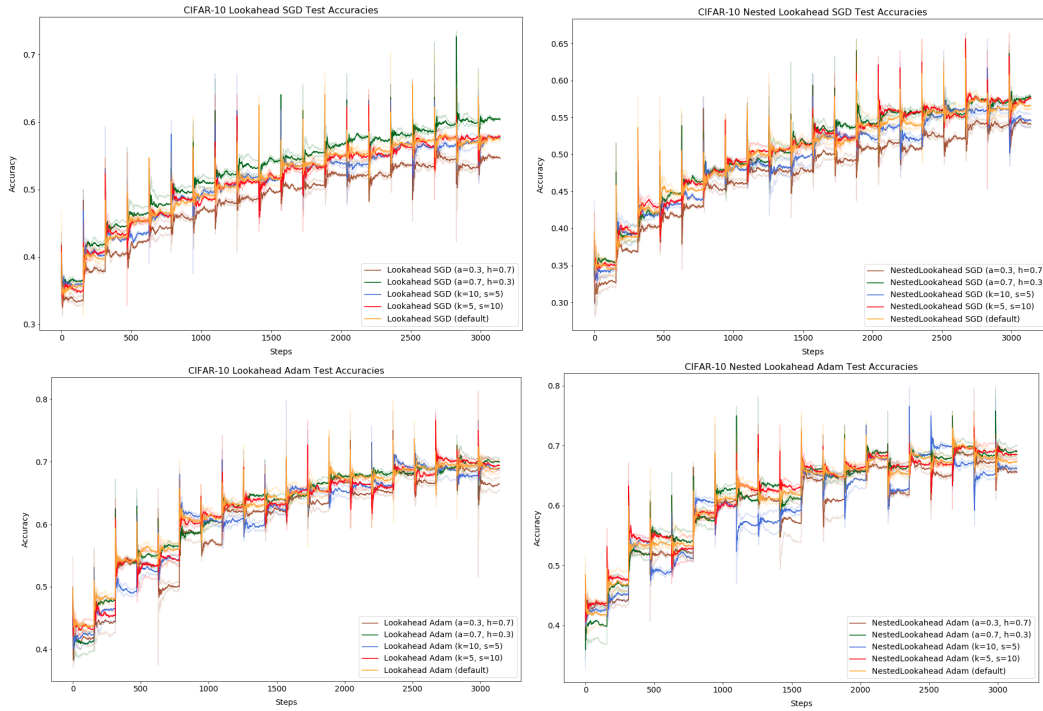 CIFAR-10 Lookahead SGD Test Accuracies
0.7
0.6
0.5
0.4
0.3
Accuracy
Lookahead SGD (a=0.3, h=0.7)
Lookahead SGD (a=0.7, h=0.3)
Lookahead SGD (k=10, s=5)
Lookahead SGD (k=5, s=10)
Lookahead SGD (default)
0
500
1000
1500
2000
2500
3000
Steps
CIFAR-10 Nested Lookahead SGD Test Accuracies
0.65
0.60
0.55
0.50
0.45
0.40
0.35
0.30
Accuracy
NestedLookahead SGD (a=0.3, h=0.7)
NestedLookahead SGD (a=0.7, h=0.3)
NestedLookahead SGD (k=10, s=5)
NestedLookahead SGD (k=5, s=10)
NestedLookahead SGD (default)
0
500
1000
1500
2000
2500
3000
Steps
CIFAR-10 Lookahead Adam Test Accuracies
0.8
0.7
0.6
0.5
0.4
Accuracy
Lookahead Adam (a=0.3, h=0.7)
Lookahead Adam (a=0.7, h=0.3)
Lookahead Adam (k=10, s=5)
Lookahead Adam (k=5, s=10)
Lookahead Adam (default)
0
500
1000
1500
2000
2500
3000
Steps
CIFAR-10 Nested Lookahead Adam Test Accuracies
0.8
0.7
0.6
0.5
0.4
Accuracy
NestedLookahead Adam (a=0.3, h=0.7)
NestedLookahead Adam (a=0.7, h=0.3)
NestedLookahead Adam (k=10, s=5)
NestedLookahead Adam (k=5, s=10)
NestedLookahead Adam (default)
0
500
1000
1500
2000
2500
3000
Steps